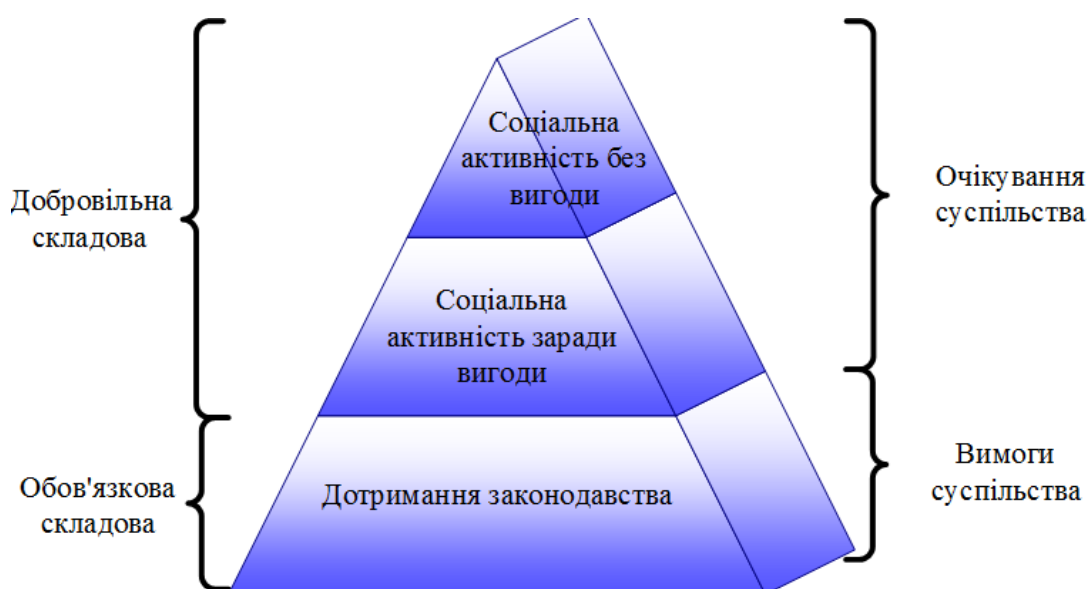 Соціальна
активність без
вигоди
Добровільна
складова
Очікування
суспільства
Соціальна
активність заради
вигоди
Обов'язкова
складова
Дотримання законодавства
Вимоги
суспільства